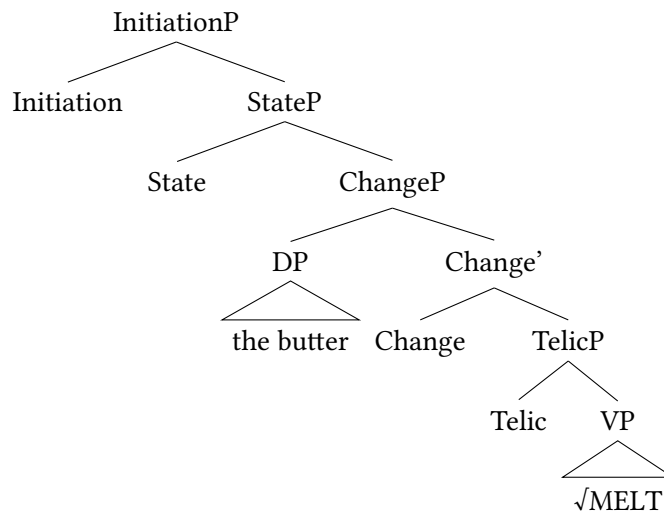 InitiationP
Initiation StateP
State ChangeP
DP Change’
the butter Change TelicP
Telic VP
√MELT